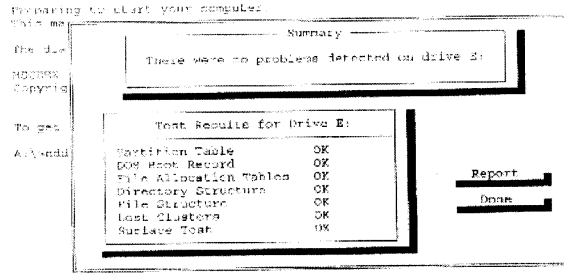 Preparing to start your computer.
This ma
Summary
The dis
There were no problems detected on drive E:
MSCDEX
Copyrig
To get
Test Results for Drive E:
A:\>ndd
Partition Table OK
DOS Boot Record OK
File Allocation Tables OK
Directory Structure OK
File Structure OK
Lost Clusters OK
Surface Test OK
Report
Done